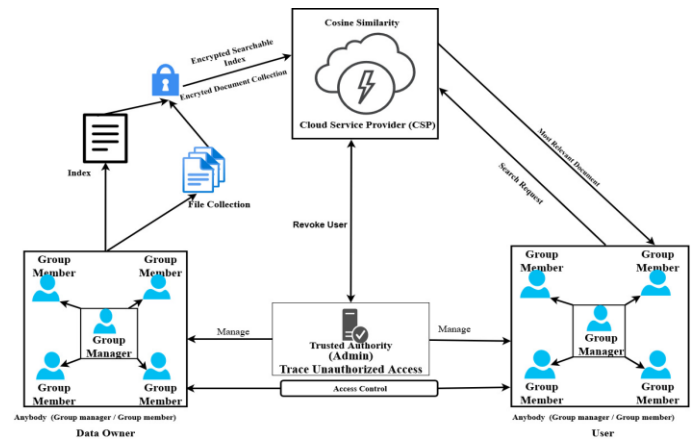 Cosine Similarity
Cloud Service Provider (CSP)
Encrypted Searchable
Index
Encryted Document Collection
Index
File Collection
Most Relevant Document
Search Request
Revoke User
Group
Member
Group
Member
Group
Manager
Group
Member
Group
Member
Anybody (Group manager / Group member)
Data Owner
Manage
Trusted Authority
(Admin)
Trace Unauthorized Access
Manage
Access Control
Group
Member
Group
Member
Group
Manager
Group
Member
Group
Member
Anybody (Group manager / Group member)
User